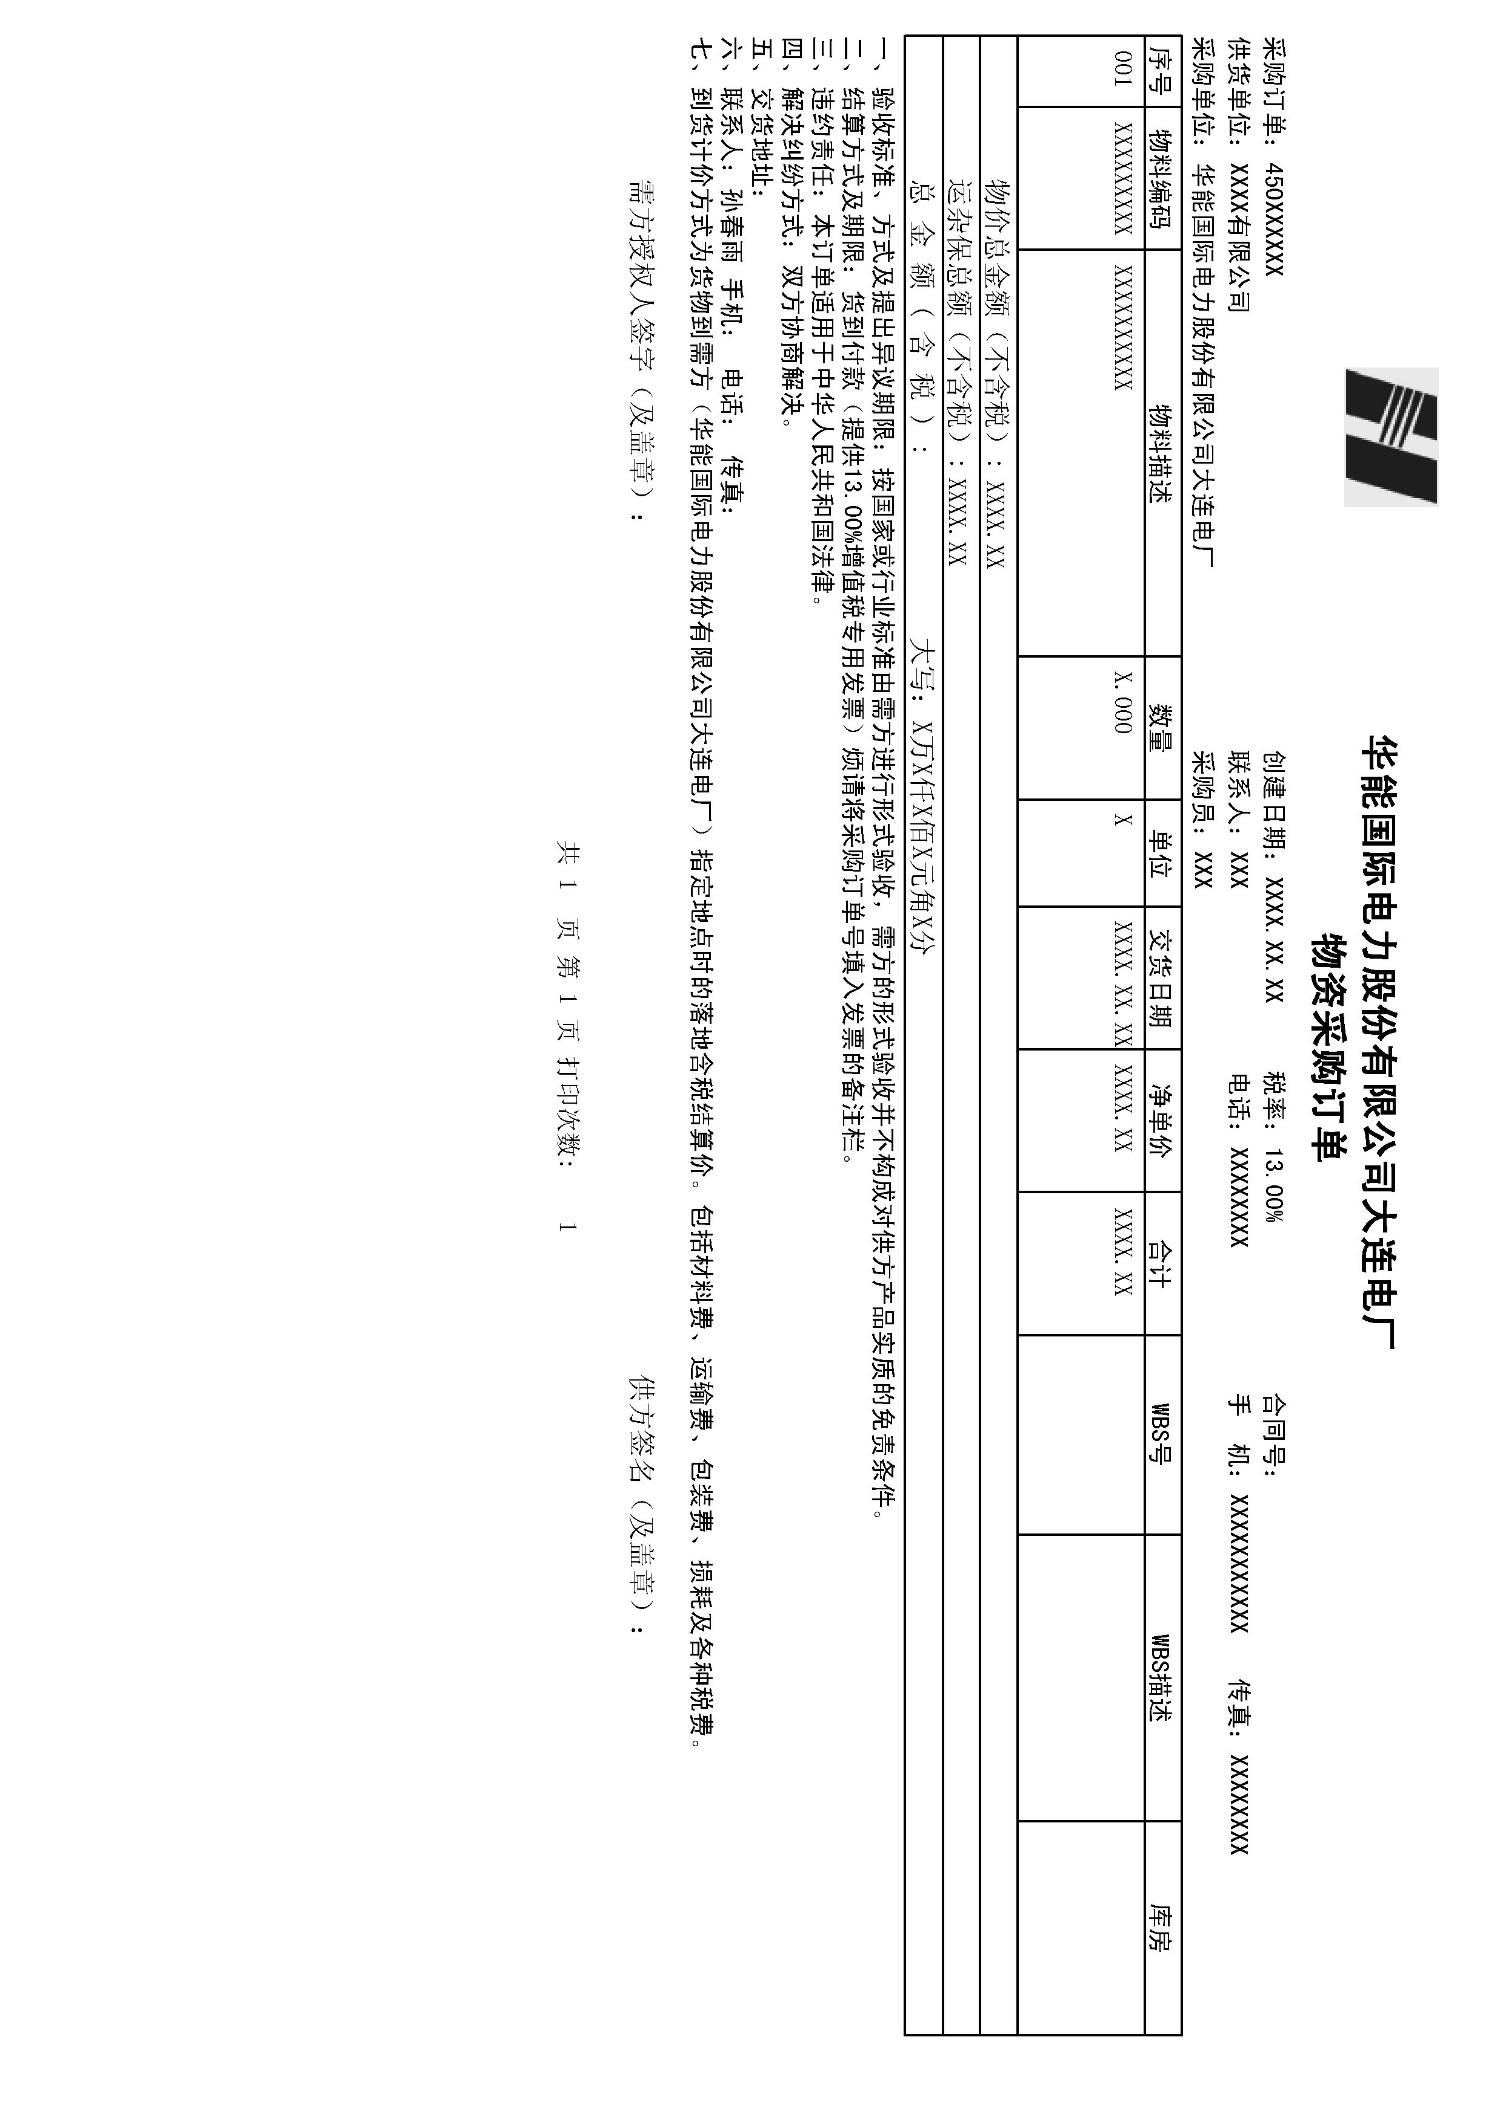 华能国际电力股份有限公司大连电厂
物资采购订单
采购订单: 450XXXXXX 创建日期: XXXX.XX.XX 税率: 13.00% 合同号:
供货单位: XXXX有限公司 联系人: XXX 电话: XXXXXXXX 手 机: XXXXXXXXXXX 传真: XXXXXXXX
采购单位: 华能国际电力股份有限公司大连电厂 采购员: XXX
序号 物料编码 物料描述 数量 单位 交货日期 净单价 合计 WBS号 WBS描述 库房
001 XXXXXXXXX XXXXXXXXXX X.000 X XXXX.XX.XX XXXX.XX XXXX.XX
物价总金额（不含税）: XXXX.XX
运杂保总额（不含税）: XXXX.XX
总 金 额（ 含 税 ）: 大写: X万X仟X佰X元角X分
一、验收标准、方式及提出异议期限: 按国家或行业标准由需方进行形式验收，需方的形式验收并不构成对供方产品实质的免责条件。
二、结算方式及期限: 货到付款（提供13.00%增值税专用发票）烦请将采购订单号填入发票的备注栏。
三、违约责任: 本订单适用于中华人民共和国法律。
四、解决纠纷方式: 双方协商解决。
五、交货地址:
六、联系人: 孙春雨 手机: 电话: 传真:
七、到货计价方式为货物到需方（华能国际电力股份有限公司大连电厂）指定地点时的落地含税结算价。包括材料费、运输费、包装费、损耗及各种税费。
需方授权人签字（及盖章）: 供方签名（及盖章）:
共 1 页 第 1 页 打印次数: 1